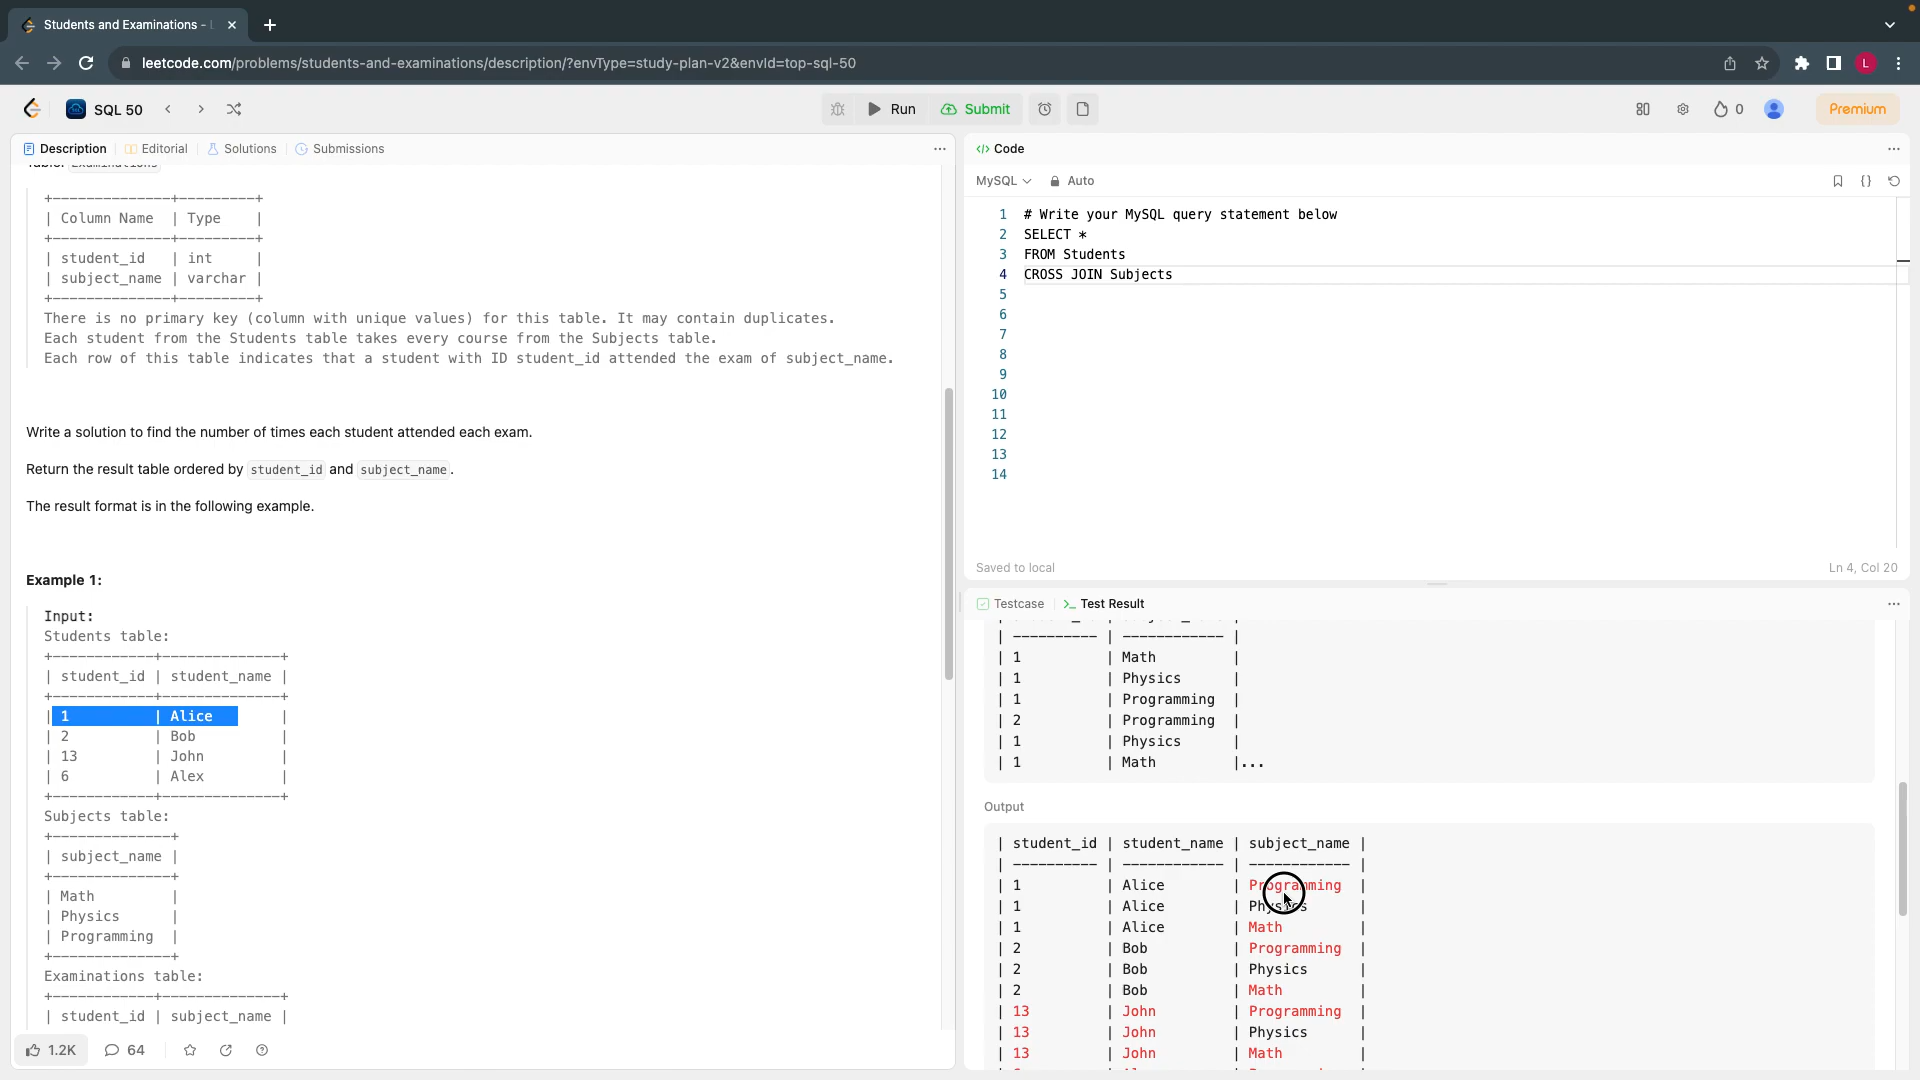 Students and Examinations - L
leetcode.com/problems/students-and-examinations/description/?envType=study-plan-v2&envId=top-sql-50
L
SQL 50
Run
Submit
0
Premium
Description
Editorial
Solutions
Submissions
Table: Examinations
+--------------+---------+
| Column Name | Type |
+--------------+---------+
| student_id | int |
| subject_name | varchar |
+--------------+---------+
There is no primary key (column with unique values) for this table. It may contain duplicates.
Each student from the Students table takes every course from the Subjects table.
Each row of this table indicates that a student with ID student_id attended the exam of subject_name.
Write a solution to find the number of times each student attended each exam.
Return the result table ordered by student_id and subject_name.
The result format is in the following example.
Example 1:
Input:
Students table:
+------------+--------------+
| student_id | student_name |
+------------+--------------+
| 1 | Alice |
| 2 | Bob |
| 13 | John |
| 6 | Alex |
+------------+--------------+
Subjects table:
+--------------+
| subject_name |
+--------------+
| Math |
| Physics |
| Programming |
+--------------+
Examinations table:
+------------+--------------+
| student_id | subject_name |
1.2K
64
Code
MySQL
Auto
1 # Write your MySQL query statement below
2 SELECT *
3 FROM Students
4 CROSS JOIN Subjects
5
6
7
8
9
10
11
12
13
14
Saved to local
Ln 4, Col 20
Testcase
Test Result
| ---------- | ------------ |
| 1 | Math |
| 1 | Physics |
| 1 | Programming |
| 2 | Programming |
| 1 | Physics |
| 1 | Math |...
Output
| student_id | student_name | subject_name |
| ---------- | ------------ | ------------ |
| 1 | Alice | Programming |
| 1 | Alice | Physics |
| 1 | Alice | Math |
| 2 | Bob | Programming |
| 2 | Bob | Physics |
| 2 | Bob | Math |
| 13 | John | Programming |
| 13 | John | Physics |
| 13 | John | Math |